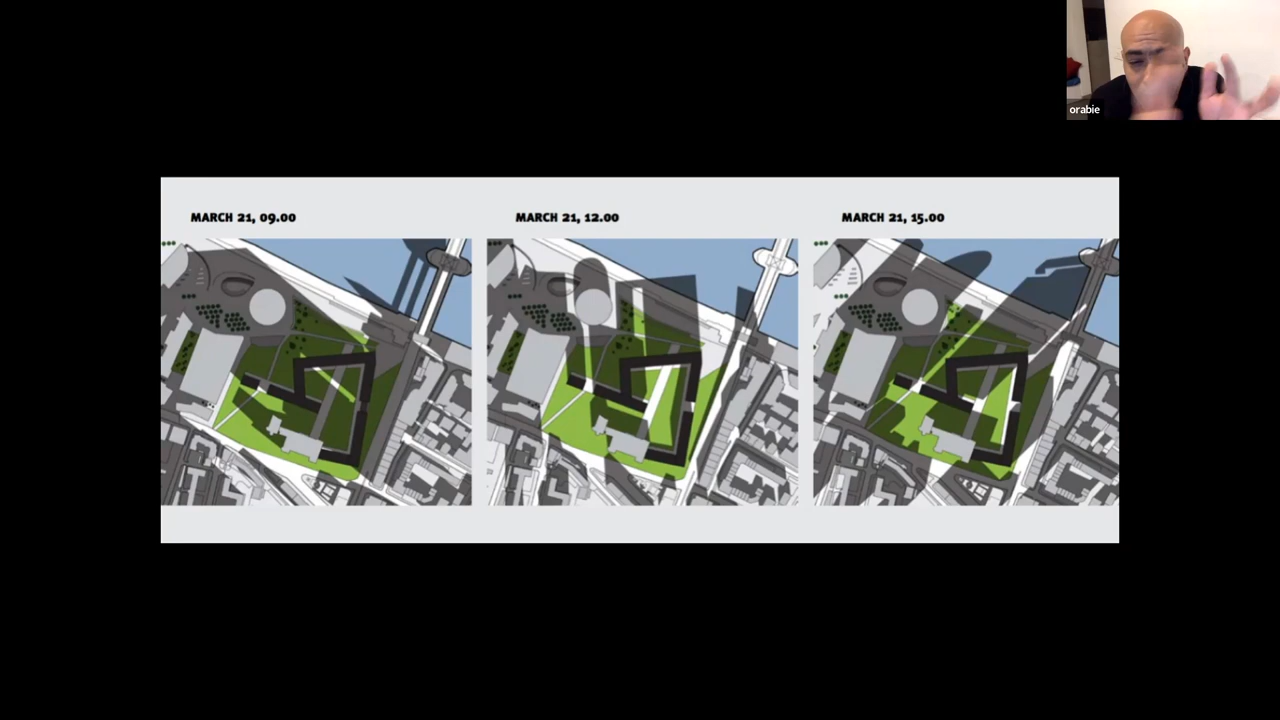 orabie
MARCH 21, 09.00
MARCH 21, 12.00
MARCH 21, 15.00